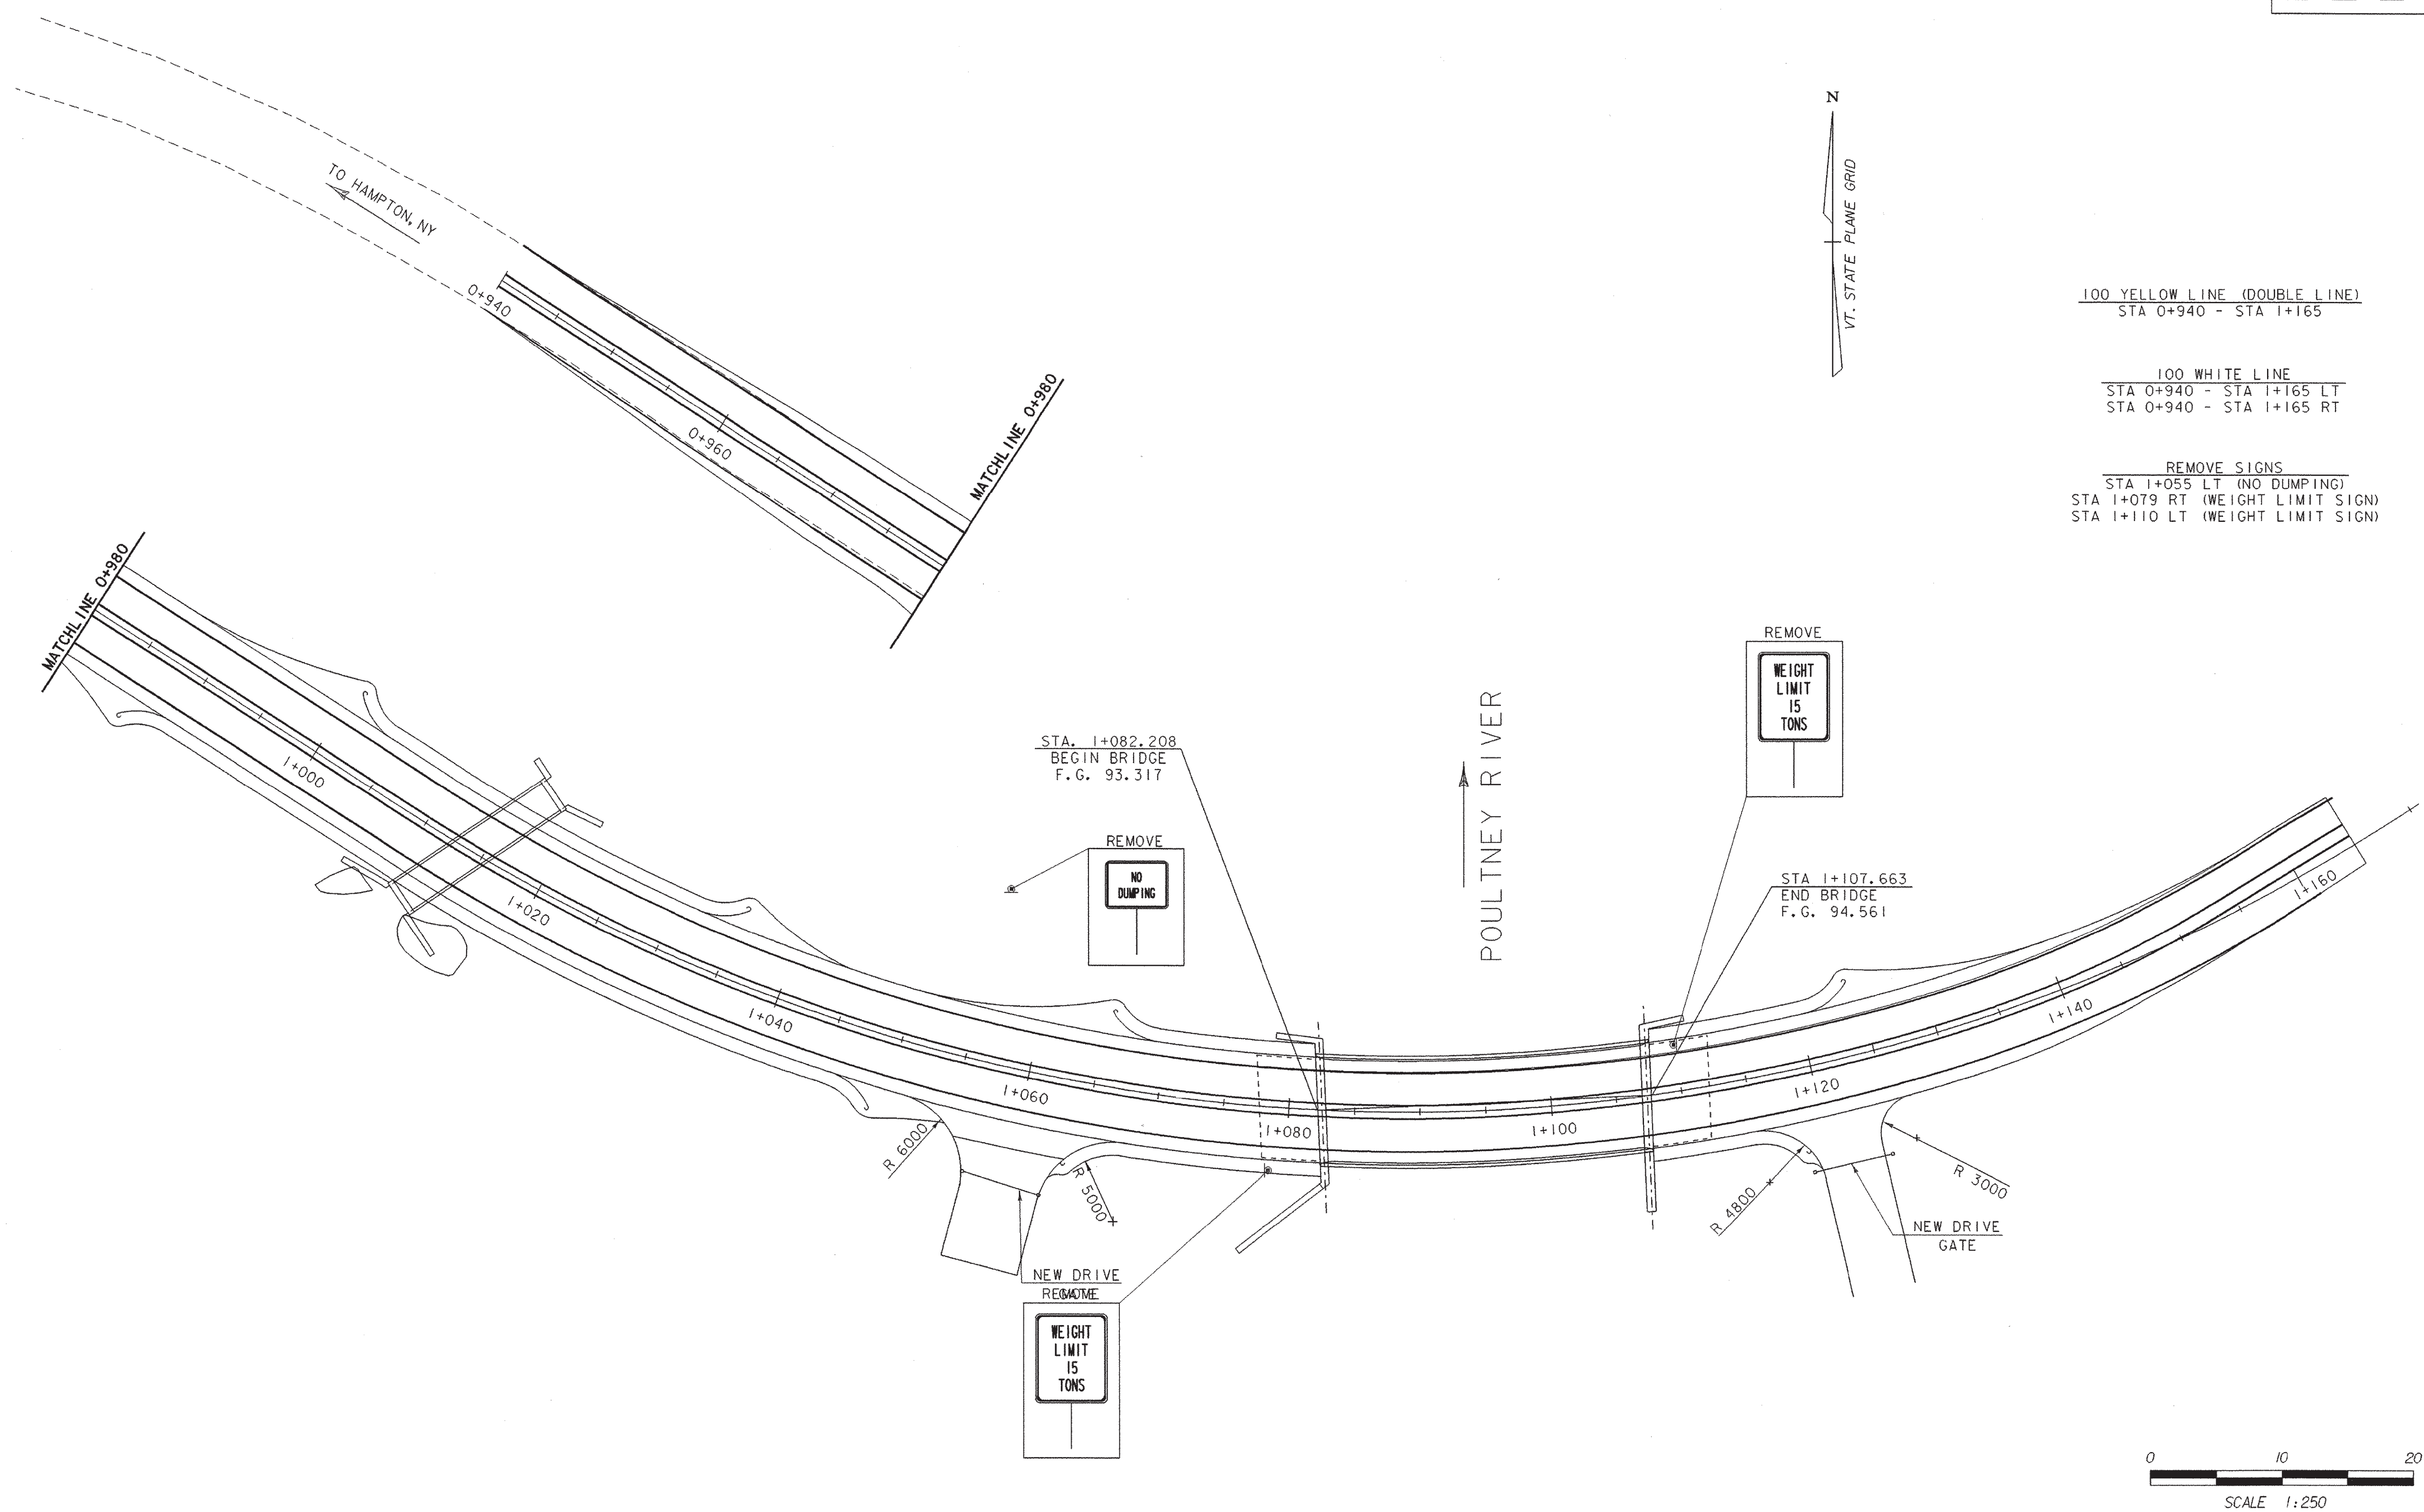 N
VT. STATE PLANE GRID
TO HAMPTON, NY
0+940
0+960
MATCHLINE 0+980
100 YELLOW LINE (DOUBLE LINE)
STA 0+940 - STA 1+165
100 WHITE LINE
STA 0+940 - STA 1+165 LT
STA 0+940 - STA 1+165 RT
REMOVE SIGNS
STA 1+055 LT (NO DUMPING)
STA 1+079 RT (WEIGHT LIMIT SIGN)
STA 1+110 LT (WEIGHT LIMIT SIGN)
MATCHLINE 0+980
1+000
1+020
1+040
1+060
1+080
1+100
1+120
1+140
1+160
STA. 1+082.208
BEGIN BRIDGE
F.G. 93.317
REMOVE
NO
DUMPING
POULTNEY RIVER
REMOVE
WEIGHT
LIMIT
15
TONS
STA 1+107.663
END BRIDGE
F.G. 94.561
R 6000
R 5000
R 4800
R 3000
NEW DRIVE
GATE
NEW DRIVE
GATE
REMOVE
WEIGHT
LIMIT
15
TONS
0 10 20
SCALE 1:250